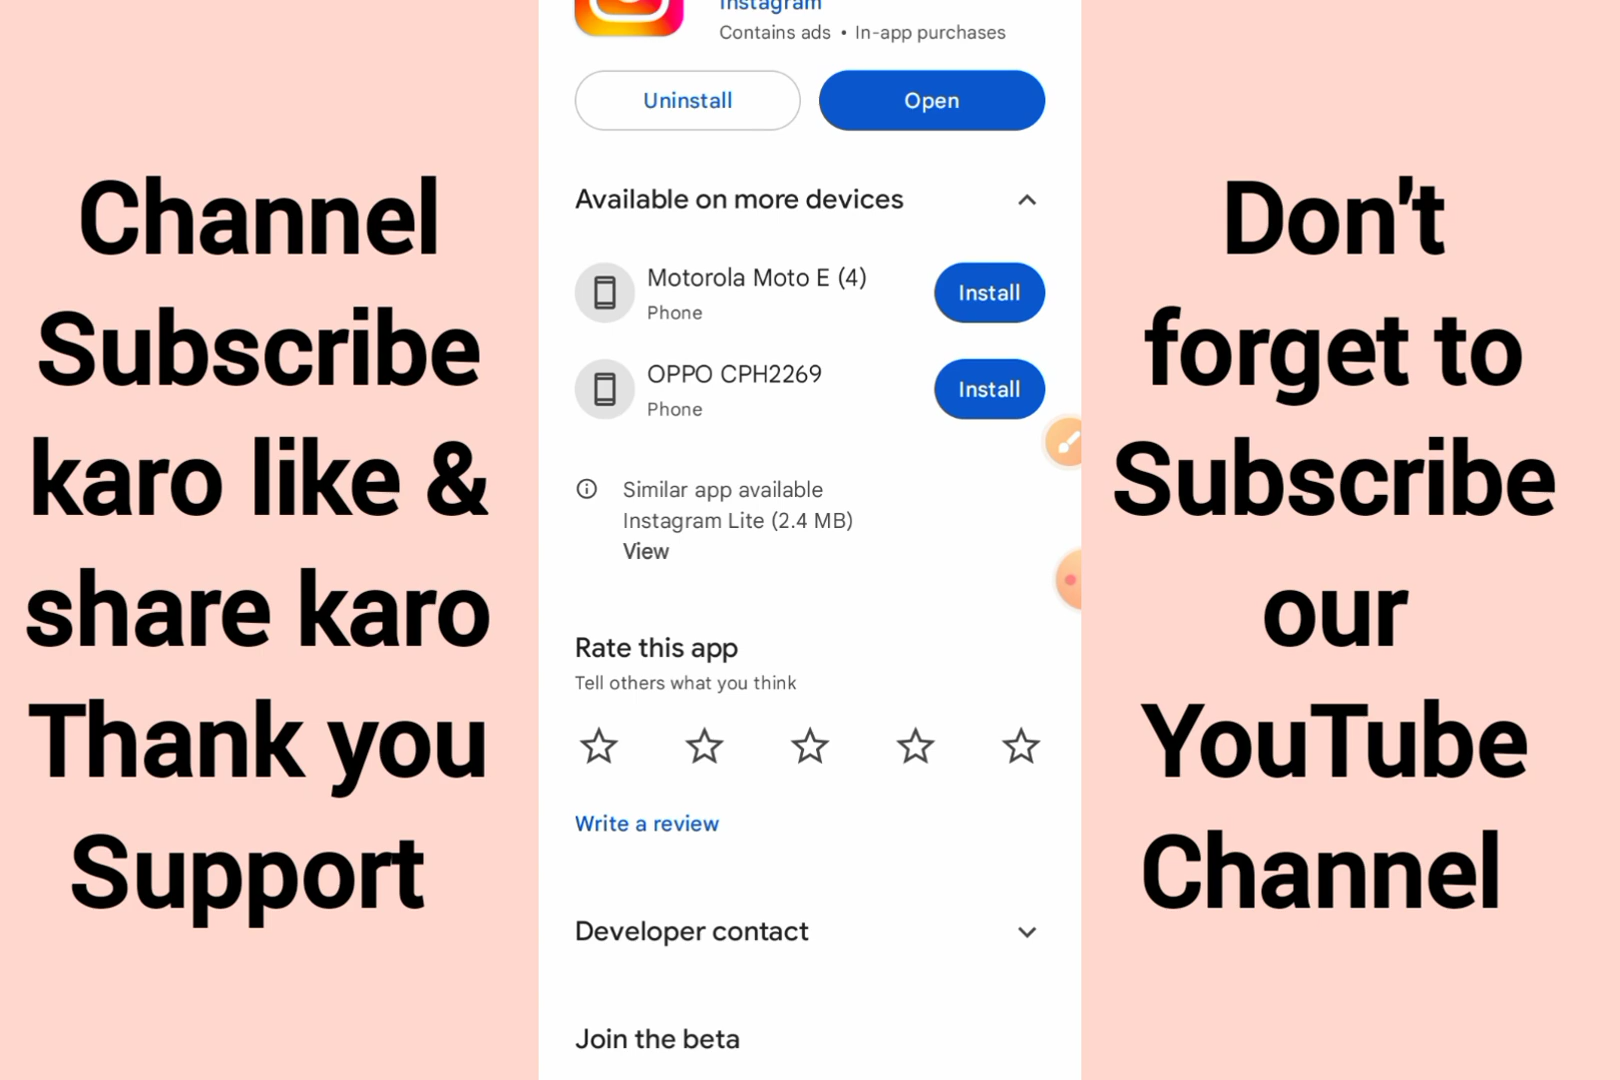 Channel
Subscribe
karo like &
share karo
Thank you
Support
Instagram
Contains ads • In-app purchases
Uninstall
Open
Available on more devices
Motorola Moto E (4)
Phone
Install
OPPO CPH2269
Phone
Install
Similar app available
Instagram Lite (2.4 MB)
View
Rate this app
Tell others what you think
Write a review
Developer contact
Join the beta
Don't
forget to
Subscribe
our
YouTube
Channel